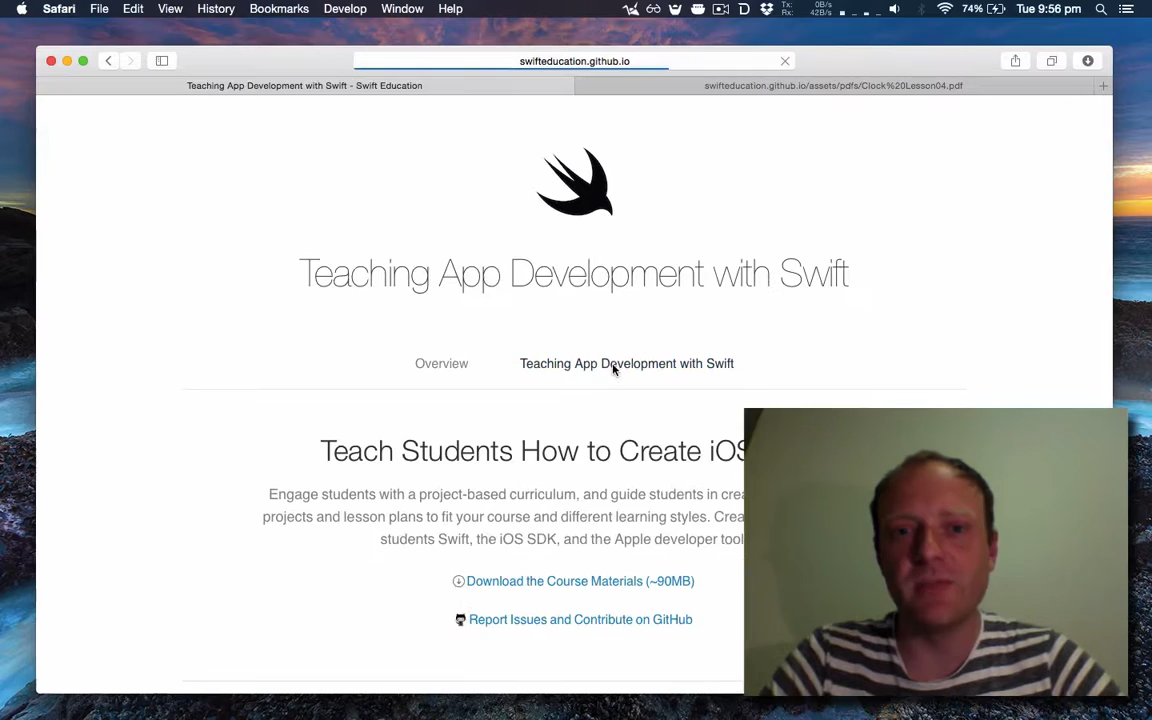 Safari File Edit View History Bookmarks Develop Window Help
Tx: 0B/s
Rx: 42B/s
74% Tue 9:56 pm
swifteducation.github.io
Teaching App Development with Swift - Swift Education
swifteducation.github.io/assets/pdfs/Clock%20Lesson04.pdf
Teaching App Development with Swift
Overview Teaching App Development with Swift
Teach Students How to Create iOS
Engage students with a project-based curriculum, and guide students in
projects and lesson plans to fit your course and different learning styles.
students Swift, the iOS SDK, and the Apple developer
Download the Course Materials (~90MB)
Report Issues and Contribute on GitHub